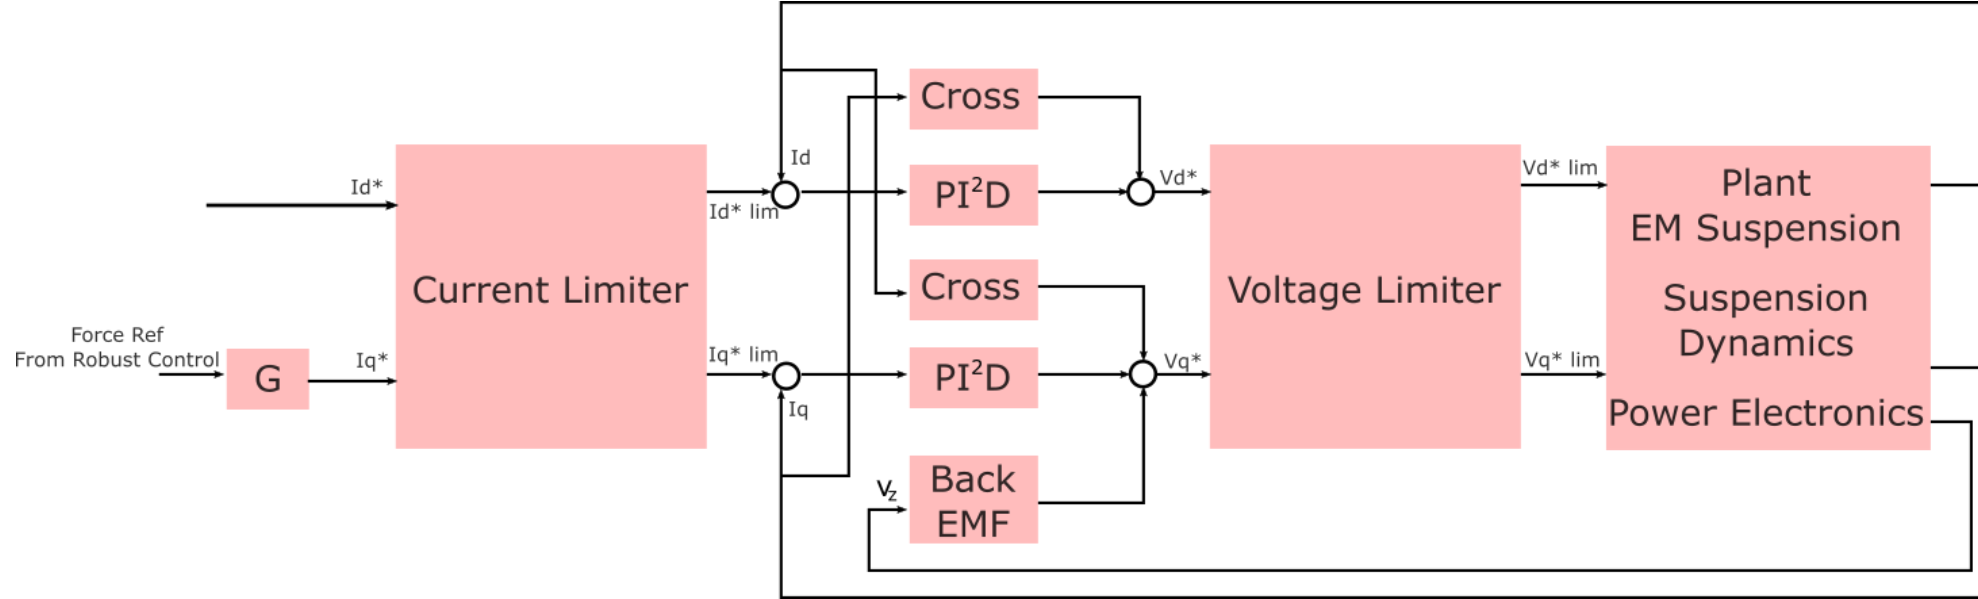 Cross
Id
PI²D
Vd*
Vd* lim
Plant
EM Suspension
Id*
Id* lim
Current Limiter
Cross
Voltage Limiter
Suspension
Dynamics
Force Ref
From Robust Control
G
Iq*
Iq* lim
PI²D
Vq*
Vq* lim
Iq
Power Electronics
Vz
Back
EMF